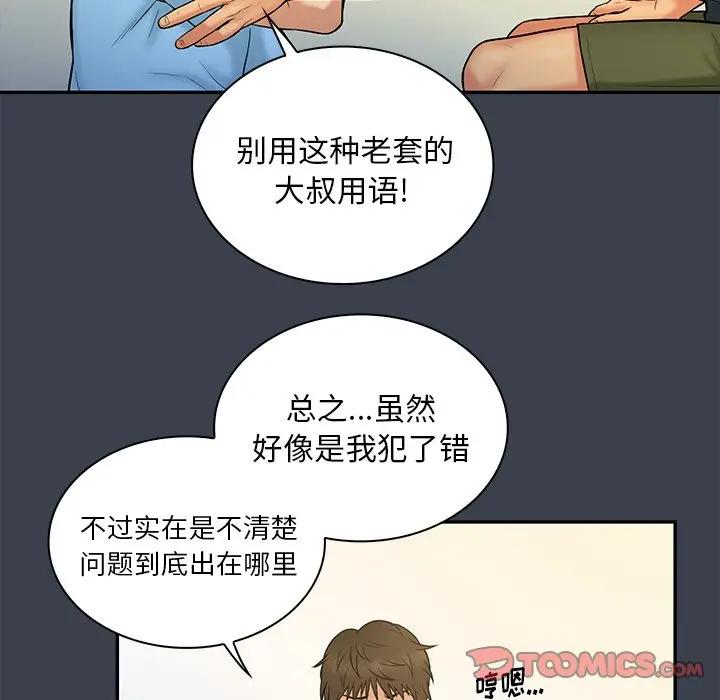 别用这种老套的
大叔用语!
总之...虽然
好像是我犯了错
不过实在是不清楚
问题到底出在哪里
哼嗯...
TOOMICS
TOOMICS.COM